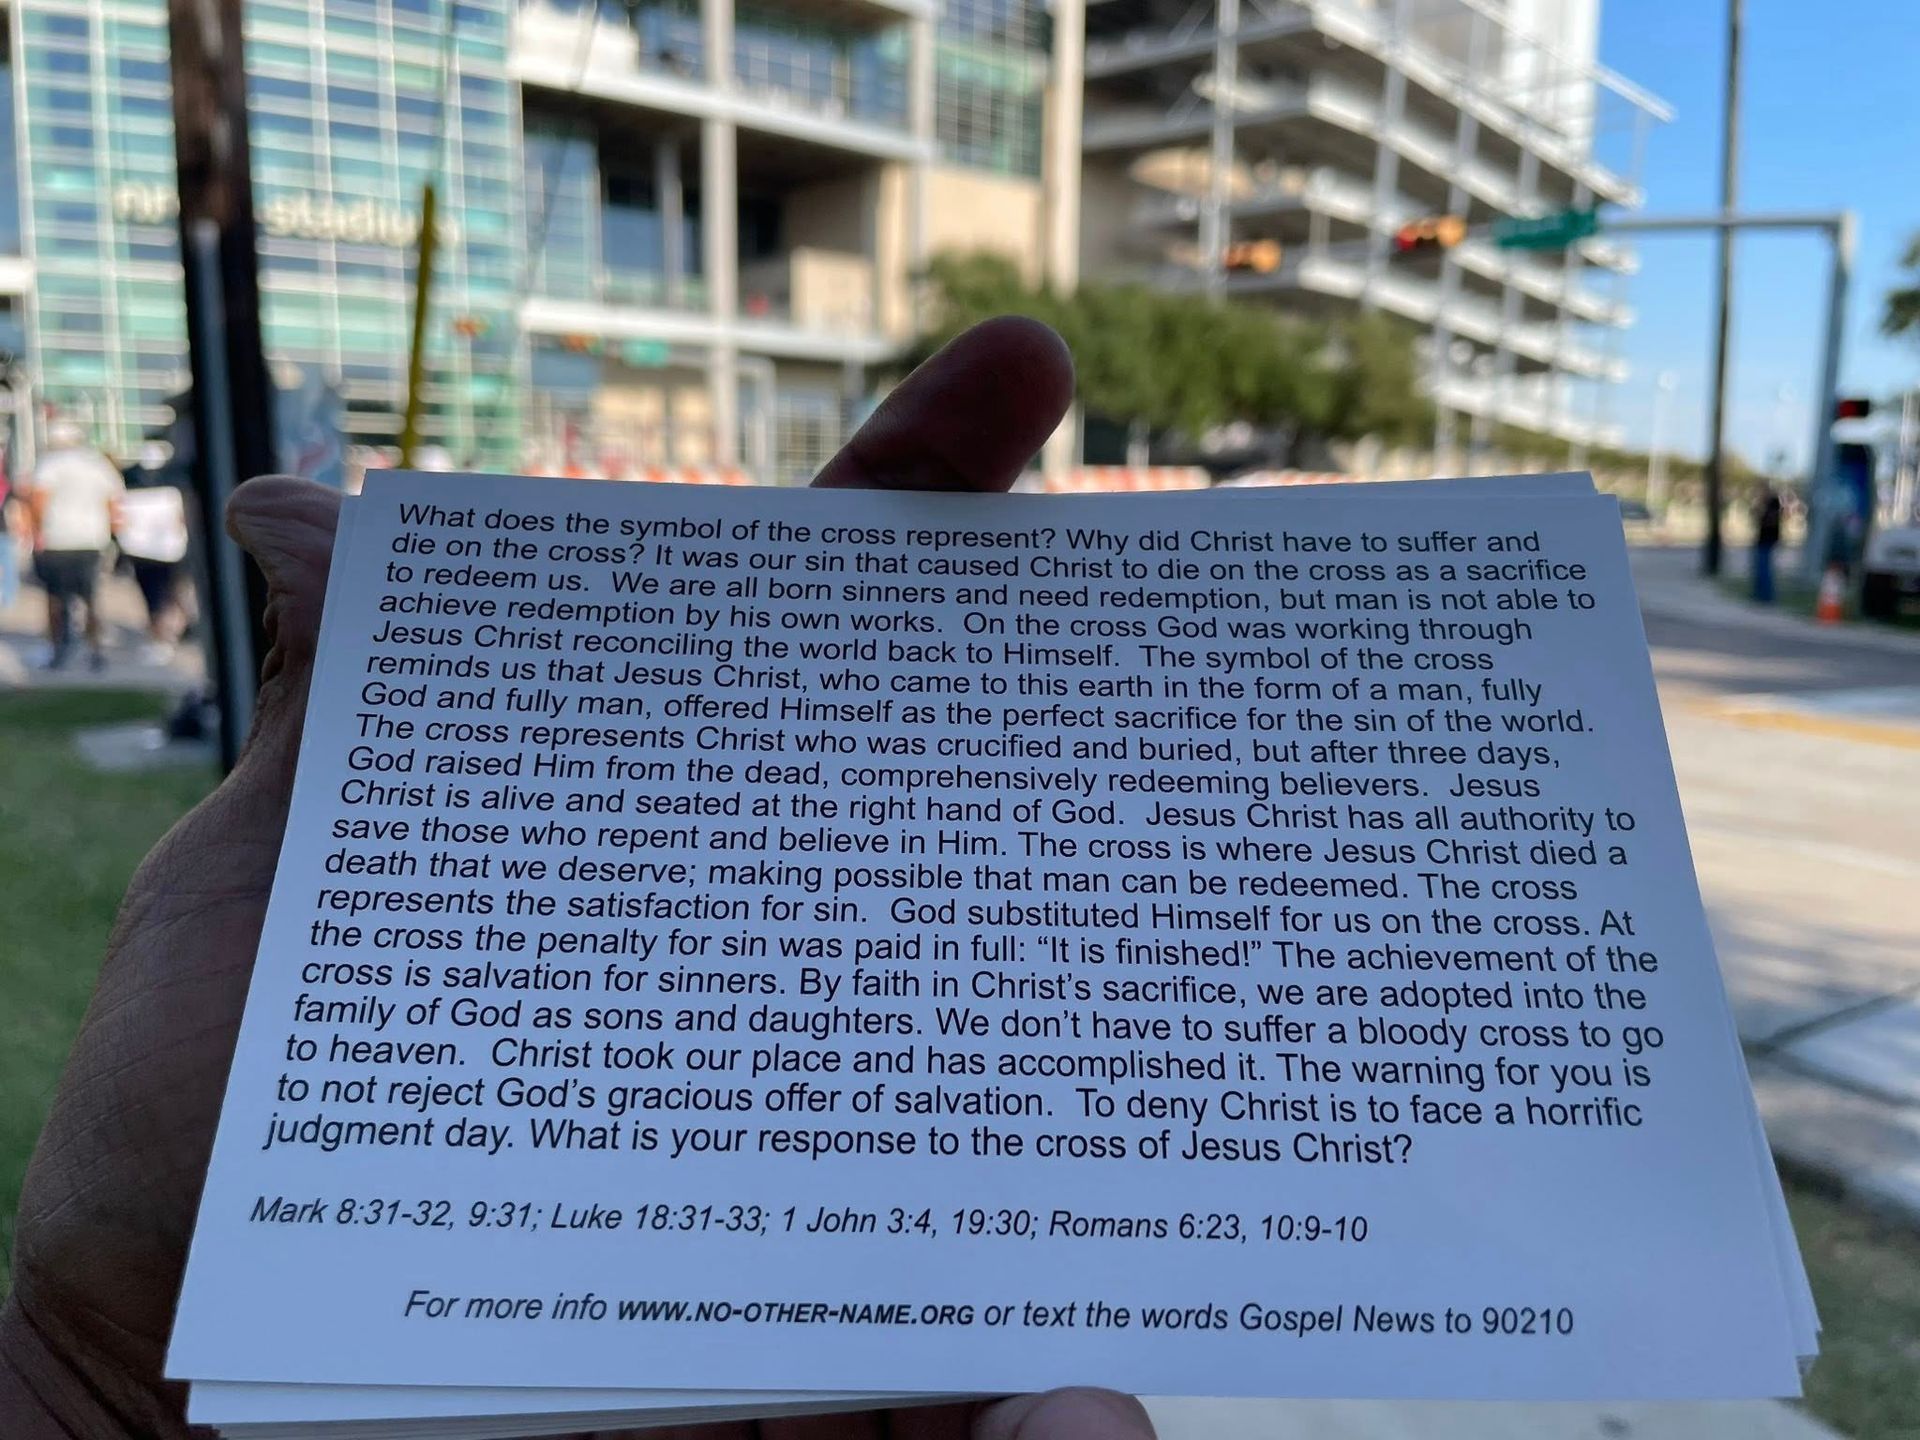 stadium
What does the symbol of the cross represent? Why did Christ have to suffer and
die on the cross? It was our sin that caused Christ to die on the cross as a sacrifice
to redeem us.  We are all born sinners and need redemption, but man is not able to
achieve redemption by his own works.  On the cross God was working through
Jesus Christ reconciling the world back to Himself.  The symbol of the cross
reminds us that Jesus Christ, who came to this earth in the form of a man, fully
God and fully man, offered Himself as the perfect sacrifice for the sin of the world.
The cross represents Christ who was crucified and buried, but after three days,
God raised Him from the dead, comprehensively redeeming believers.  Jesus
Christ is alive and seated at the right hand of God.  Jesus Christ has all authority to
save those who repent and believe in Him. The cross is where Jesus Christ died a
death that we deserve; making possible that man can be redeemed. The cross
represents the satisfaction for sin.  God substituted Himself for us on the cross. At
the cross the penalty for sin was paid in full: “It is finished!” The achievement of the
cross is salvation for sinners. By faith in Christ’s sacrifice, we are adopted into the
family of God as sons and daughters. We don’t have to suffer a bloody cross to go
to heaven.  Christ took our place and has accomplished it. The warning for you is
to not reject God’s gracious offer of salvation.  To deny Christ is to face a horrific
judgment day. What is your response to the cross of Jesus Christ?
Mark 8:31-32, 9:31; Luke 18:31-33; 1 John 3:4, 19:30; Romans 6:23, 10:9-10
For more info WWW.NO-OTHER-NAME.ORG or text the words Gospel News to 90210